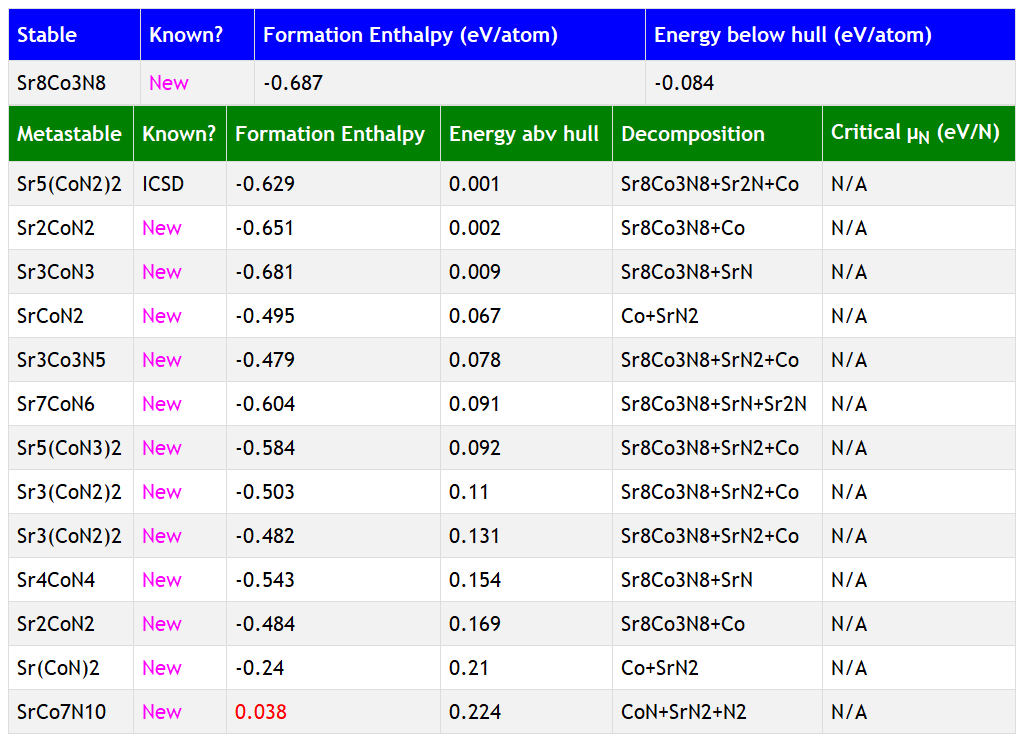 Stable Known? Formation Enthalpy (eV/atom) Energy below hull (eV/atom)
Sr8Co3N8 New -0.687 -0.084
Metastable Known? Formation Enthalpy Energy abv hull Decomposition Critical μN (eV/N)
Sr5(CoN2)2 ICSD -0.629 0.001 Sr8Co3N8+Sr2N+Co N/A
Sr2CoN2 New -0.651 0.002 Sr8Co3N8+Co N/A
Sr3CoN3 New -0.681 0.009 Sr8Co3N8+SrN N/A
SrCoN2 New -0.495 0.067 Co+SrN2 N/A
Sr3Co3N5 New -0.479 0.078 Sr8Co3N8+SrN2+Co N/A
Sr7CoN6 New -0.604 0.091 Sr8Co3N8+SrN+Sr2N N/A
Sr5(CoN3)2 New -0.584 0.092 Sr8Co3N8+SrN2+Co N/A
Sr3(CoN2)2 New -0.503 0.11 Sr8Co3N8+SrN2+Co N/A
Sr3(CoN2)2 New -0.482 0.131 Sr8Co3N8+SrN2+Co N/A
Sr4CoN4 New -0.543 0.154 Sr8Co3N8+SrN N/A
Sr2CoN2 New -0.484 0.169 Sr8Co3N8+Co N/A
Sr(CoN)2 New -0.24 0.21 Co+SrN2 N/A
SrCo7N10 New 0.038 0.224 CoN+SrN2+N2 N/A